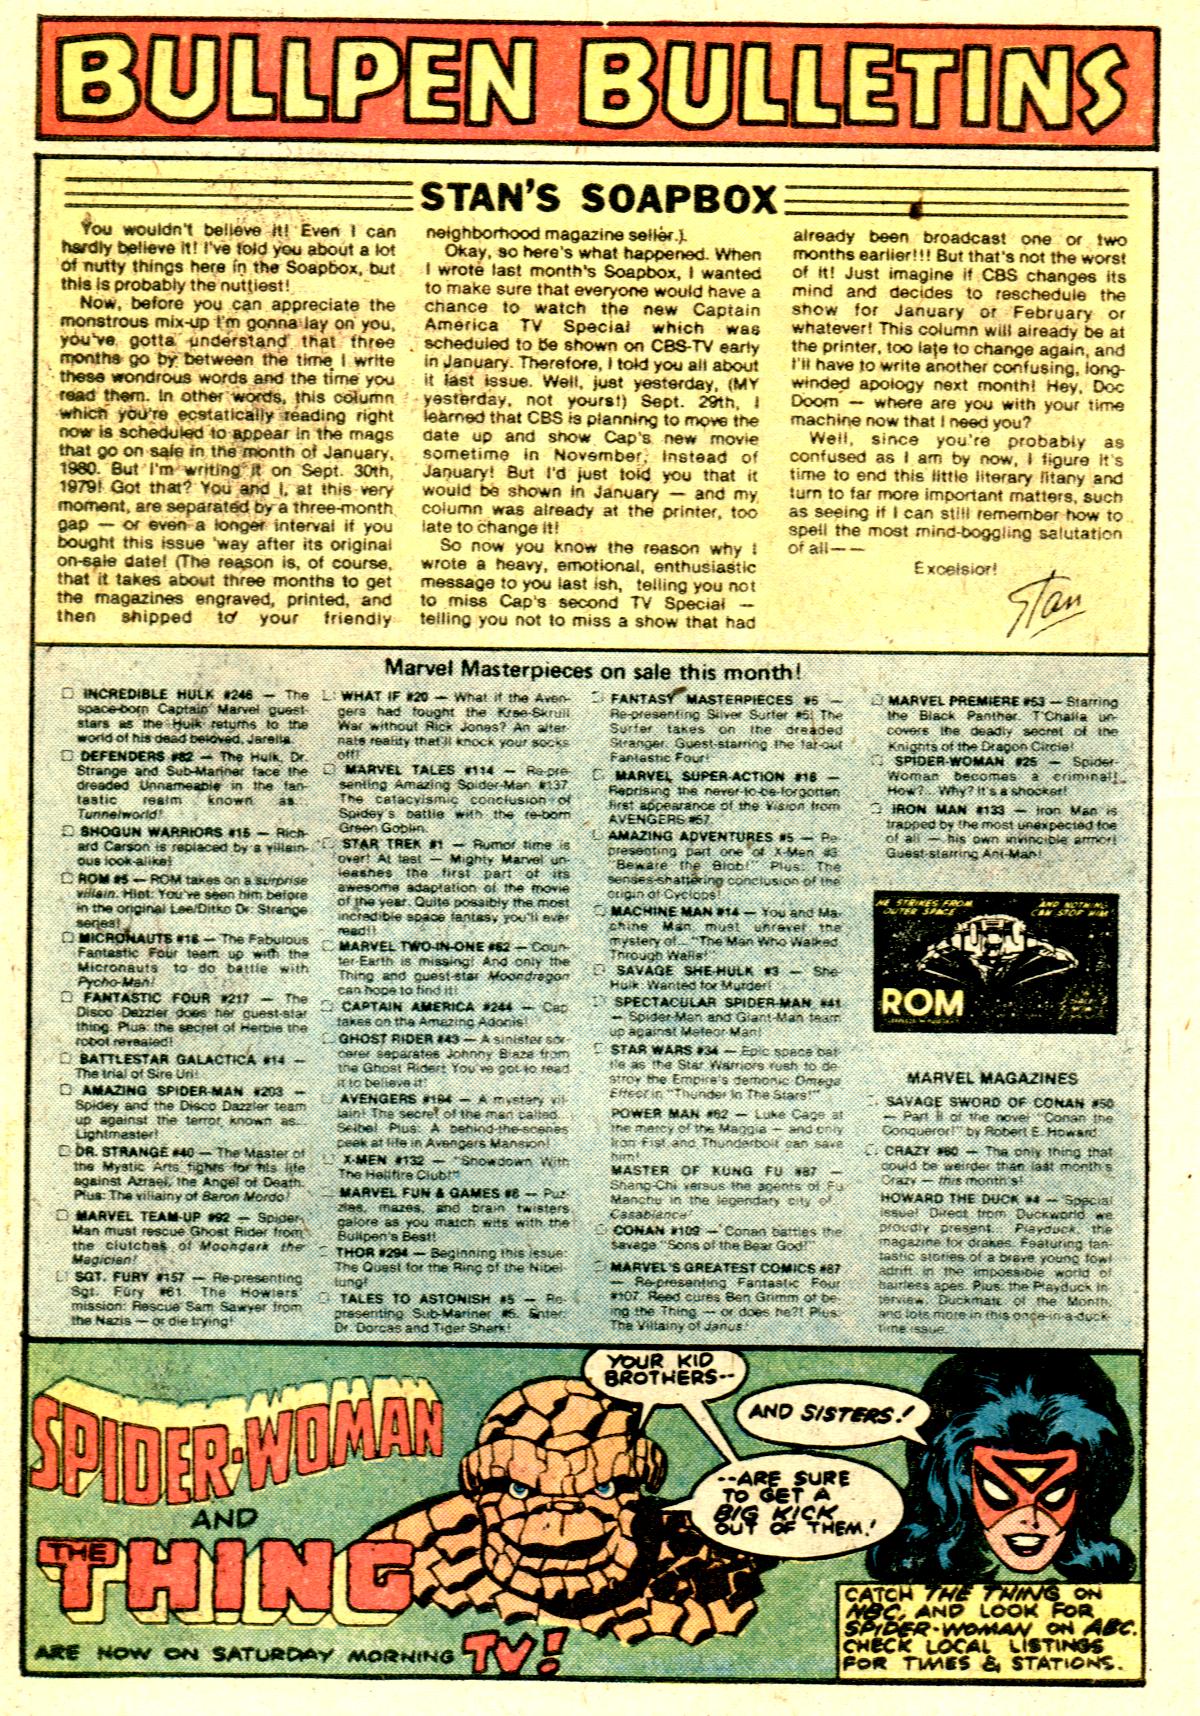 BULLPEN BULLETINS
STAN'S SOAPBOX
You wouldn't believe it! Even I can
hardly believe it! I've told you about a lot
of nutty things here in the Soapbox, but
this is probably the nuttiest!
Now, before you can appreciate the
monstrous mix-up I'm gonna lay on you,
you've gotta understand that three
months go by between the time I write
these wondrous words and the time you
read them. In other words, this column
which you're ecstatically reading right
now is scheduled to appear in the mags
that go on sale in the month of January,
1980. But I'm writing it on Sept. 30th,
1979! Got that? You and I, at this very
moment, are separated by a three-month
gap — or even a longer interval if you
bought this issue 'way after its original
on-sale date! (The reason is, of course,
that it takes about three months to get
the magazines engraved, printed, and
then shipped to your friendly
neighborhood magazine seller.)
Okay, so here's what happened. When
I wrote last month's Soapbox, I wanted
to make sure that everyone would have a
chance to watch the new Captain
America TV Special which was
scheduled to be shown on CBS-TV early
in January. Therefore, I told you all about
it last issue. Well, just yesterday, (MY
yesterday, not yours!) Sept. 29th, I
learned that CBS is planning to move the
date up and show Cap's new movie
sometime in November, instead of
January! But I'd just told you that it
would be shown in January — and my
column was already at the printer, too
late to change it!
So now you know the reason why I
wrote a heavy, emotional, enthusiastic
message to you last ish, telling you not
to miss Cap's second TV Special —
telling you not to miss a show that had
already been broadcast one or two
months earlier!!! But that's not the worst
of it! Just imagine if CBS changes its
mind and decides to reschedule the
show for January or February or
whatever! This column will already be at
the printer, too late to change again, and
I'll have to write another confusing, long-
winded apology next month! Hey, Doc
Doom — where are you with your time
machine now that I need you?
Well, since you're probably as
confused as I am by now, I figure it's
time to end this little literary litany and
turn to far more important matters, such
as seeing if I can still remember how to
spell the most mind-boggling salutation
of all——
Excelsior!
Stan
Marvel Masterpieces on sale this month!
INCREDIBLE HULK #246 — The
space-born Captain Marvel guest-
stars as the Hulk returns to the
world of his dead beloved, Jarella.
DEFENDERS #82 — The Hulk, Dr.
Strange and Sub-Mariner face the
dreaded Unnameable in the fan-
tastic realm known as...
Tunnelworld!
SHOGUN WARRIORS #15 — Rich-
ard Carson is replaced by a villain-
ous look-alike!
ROM #5 — ROM takes on a surprise
villain. Hint: You've seen him before
in the original Lee/Ditko Dr. Strange
series!
MICRONAUTS #16 — The Fabulous
Fantastic Four team up with the
Micronauts to do battle with
Psycho-Man!
FANTASTIC FOUR #217 — The
Disco Dazzler does her guest-star
thing. Plus: the secret of Herbie the
robot revealed!
BATTLESTAR GALACTICA #14 —
The trial of Sire Uri!
AMAZING SPIDER-MAN #203 —
Spidey and the Disco Dazzler team
up against the terror known as...
Lightmaster!
DR. STRANGE #40 — The Master of
the Mystic Arts fights for his life
against Azrael, the Angel of Death.
Plus: The villainy of Baron Mordo!
MARVEL TEAM-UP #92 — Spider-
Man must rescue Ghost Rider from
the clutches of Moondark the
Magician!
SGT. FURY #157 — Re-presenting
Sgt. Fury #61. The Howlers'
mission: Rescue Sam Sawyer from
the Nazis — or die trying!
WHAT IF #20 — What if the Aven-
gers had fought the Kree-Skrull
War without Rick Jones? An alter-
nate reality that'll knock your socks
off!
MARVEL TALES #114 — Re-pre-
senting Amazing Spider-Man #137.
The cataclysmic conclusion of
Spidey's battle with the re-born
Green Goblin.
STAR TREK #1 — Rumor time is
over! At last — Mighty Marvel un-
leashes the first part of its
awesome adaptation of the movie
of the year. Quite possibly the most
incredible space fantasy you'll ever
read!!
MARVEL TWO-IN-ONE #62 — Coun-
ter-Earth is missing! And only the
Thing and guest-star Moondragon
can hope to find it!
CAPTAIN AMERICA #244 — Cap
takes on the Amazing Adonis!
GHOST RIDER #43 — A sinister sor-
cerer separates Johnny Blaze from
the Ghost Rider! You've got to read
it to believe it!
AVENGERS #194 — A mystery vil-
lain! The secret of the man called...
Selbe! Plus: A behind-the-scenes
peek at life in Avengers Mansion!
X-MEN #132 — "Showdown With
The Hellfire Club!"
MARVEL FUN & GAMES #8 — Puz-
zles, mazes, and brain twisters
galore as you match wits with the
Bullpen's Best!
THOR #294 — Beginning this issue:
The Quest for the Ring of the Nibel-
lung!
TALES TO ASTONISH #5 — Re-
presenting Sub-Mariner #5. Enter:
Dr. Dorcas and Tiger Shark!
FANTASY MASTERPIECES #5 —
Re-presenting Silver Surfer #5! The
Surfer takes on the dreaded
Stranger. Guest-starring the far-out
Fantastic Four!
MARVEL SUPER-ACTION #18 —
Reprising the never-to-be-forgotten
first appearance of the Vision from
AVENGERS #57.
AMAZING ADVENTURES #5 — Re-
presenting part one of X-Men #3.
"Beware the Blob!" Plus: The
senses-shattering conclusion of the
origin of Cyclops!
MACHINE MAN #14 — You and Ma-
chine Man must unravel the
mystery of... "The Man Who Walked
Through Walls!"
SAVAGE SHE-HULK #3 — She-
Hulk: Wanted for Murder!
SPECTACULAR SPIDER-MAN #41
— Spider-Man and Giant-Man team
up against Meteor Man!
STAR WARS #34 — Epic space bat-
tle as the Star Warriors rush to de-
stroy the Empire's demonic Omega
Effect in "Thunder In The Stars!"
POWER MAN #62 — Luke Cage at
the mercy of the Maggia — and only
Iron Fist and Thunderbolt can save
him!
MASTER OF KUNG FU #87 —
Shang-Chi versus the agents of Fu
Manchu in the legendary city of
Casablanca!
CONAN #109 — Conan battles the
savage "Sons of the Bear God!"
MARVEL'S GREATEST COMICS #87
— Re-presenting Fantastic Four
#107. Reed cures Ben Grimm of be-
ing the Thing — or does he?! Plus:
The Villainy of Janus!
MARVEL PREMIERE #53 — Starring
the Black Panther. T'Challa un-
covers the deadly secret of the
Knights of the Dragon Circle!
SPIDER-WOMAN #25 — Spider-
Woman becomes a criminal!
How?... Why? It's a shocker!
IRON MAN #133 — Iron Man is
trapped by the most unexpected foe
of all — his own invincible armor!
Guest-starring Ant-Man!
HE STRIKES FROM
OUTER SPACE
AND NOTHING
CAN STOP HIM
ROM
MARVEL MAGAZINES
SAVAGE SWORD OF CONAN #50
— Part II of the novel "Conan the
Conqueror!" by Robert E. Howard.
CRAZY #60 — The only thing that
could be weirder than last month's
Crazy — this month's!
HOWARD THE DUCK #4 — Special
issue! Direct from Duckworld we
proudly present... Playduck, the
magazine for drakes. Featuring fan-
tastic stories of a brave young fowl
adrift in the impossible world of
hairless apes. Plus: the Playduck in-
terview, Duckmate of the Month,
and lots more in this once-in-a-duck-
time issue.
SPIDER-WOMAN
AND
THE THING
ARE NOW ON SATURDAY MORNING TV!
YOUR KID
BROTHERS--
AND SISTERS!
--ARE SURE
TO GET A
BIG KICK
OUT OF THEM!
CATCH THE THING ON
NBC, AND LOOK FOR
SPIDER-WOMAN ON ABC.
CHECK LOCAL LISTINGS
FOR TIMES & STATIONS.